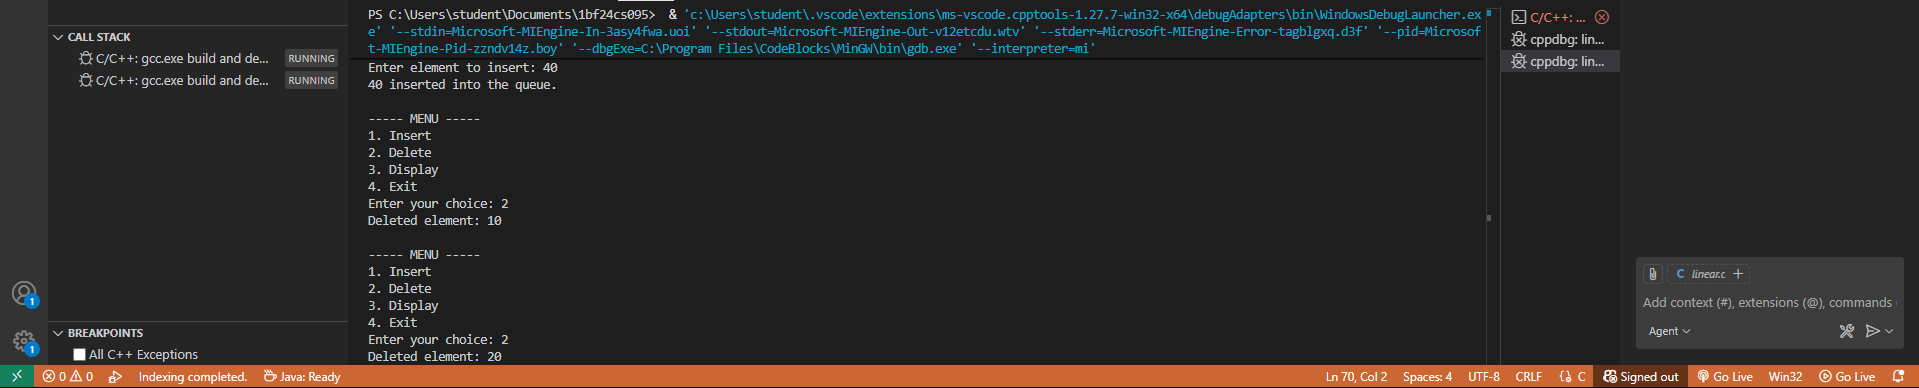 CALL STACK
C/C++: gcc.exe build and de... RUNNING
C/C++: gcc.exe build and de... RUNNING
BREAKPOINTS
All C++ Exceptions
PS C:\Users\student\Documents\1bf24cs095>  & 'c:\Users\student\.vscode\extensions\ms-vscode.cpptools-1.27.7-win32-x64\debugAdapters\bin\WindowsDebugLauncher.ex
e' '--stdin=Microsoft-MIEngine-In-3asy4fwa.uoi' '--stdout=Microsoft-MIEngine-Out-v12etcdu.wtv' '--stderr=Microsoft-MIEngine-Error-tagblgxq.d3f' '--pid=Microsof
t-MIEngine-Pid-zzndv14z.boy' '--dbgExe=C:\Program Files\CodeBlocks\MinGW\bin\gdb.exe' '--interpreter=mi'
Enter element to insert: 40
40 inserted into the queue.
----- MENU -----
1. Insert
2. Delete
3. Display
4. Exit
Enter your choice: 2
Deleted element: 10
----- MENU -----
1. Insert
2. Delete
3. Display
4. Exit
Enter your choice: 2
Deleted element: 20
C/C++: ...
cppdbg: lin...
cppdbg: lin...
C linear.c +
Add context (#), extensions (@), commands
Agent
1
1
0 0 Indexing completed. Java: Ready Ln 70, Col 2 Spaces: 4 UTF-8 CRLF {} C Signed out Go Live Win32 Go Live